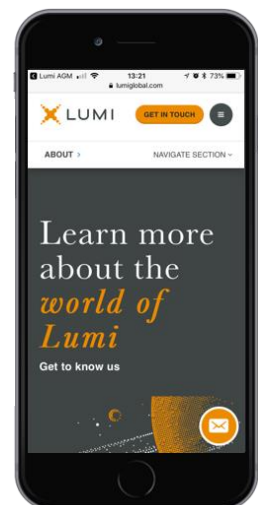 Lumi AGM 13:21 73%
lumiglobal.com
LUMI GET IN TOUCH
ABOUT > NAVIGATE SECTION
Learn more
about the
world of
Lumi
Get to know us